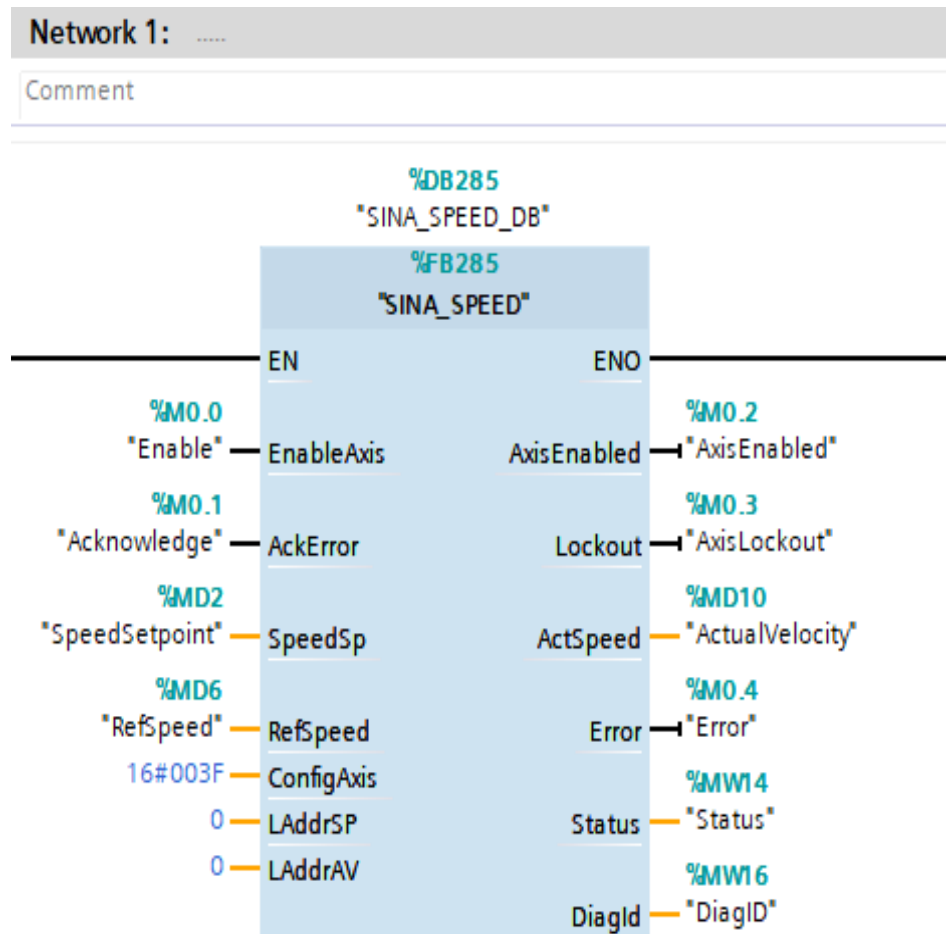 Network 1: .....
Comment
%DB285
"SINA_SPEED_DB"
%FB285
"SINA_SPEED"
EN ENO
%M0.0 %M0.2
"Enable" EnableAxis AxisEnabled "AxisEnabled"
%M0.1 %M0.3
"Acknowledge" AckError Lockout "AxisLockout"
%MD2 %MD10
"SpeedSetpoint" SpeedSp ActSpeed "ActualVelocity"
%MD6 %M0.4
"RefSpeed" RefSpeed Error "Error"
16#003F ConfigAxis %MW14
0 LAddrSP Status "Status"
0 LAddrAV %MW16
DiagId "DiagID"